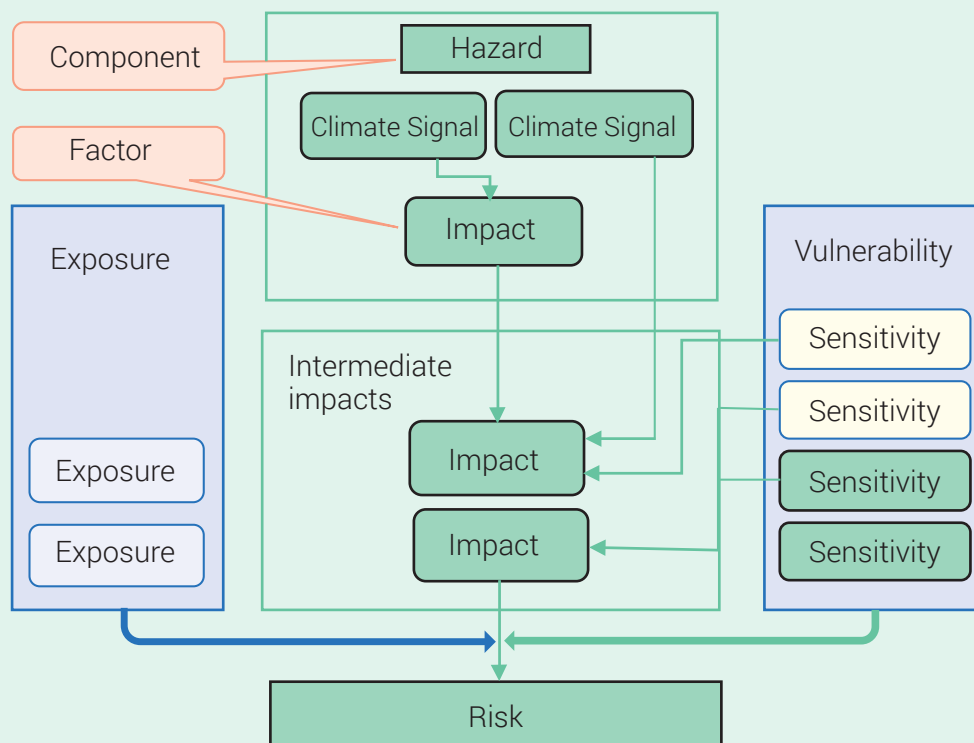 Component
Hazard
Climate Signal
Climate Signal
Factor
Impact
Exposure
Vulnerability
Sensitivity
Intermediate
impacts
Sensitivity
Exposure
Impact
Sensitivity
Exposure
Impact
Sensitivity
Risk